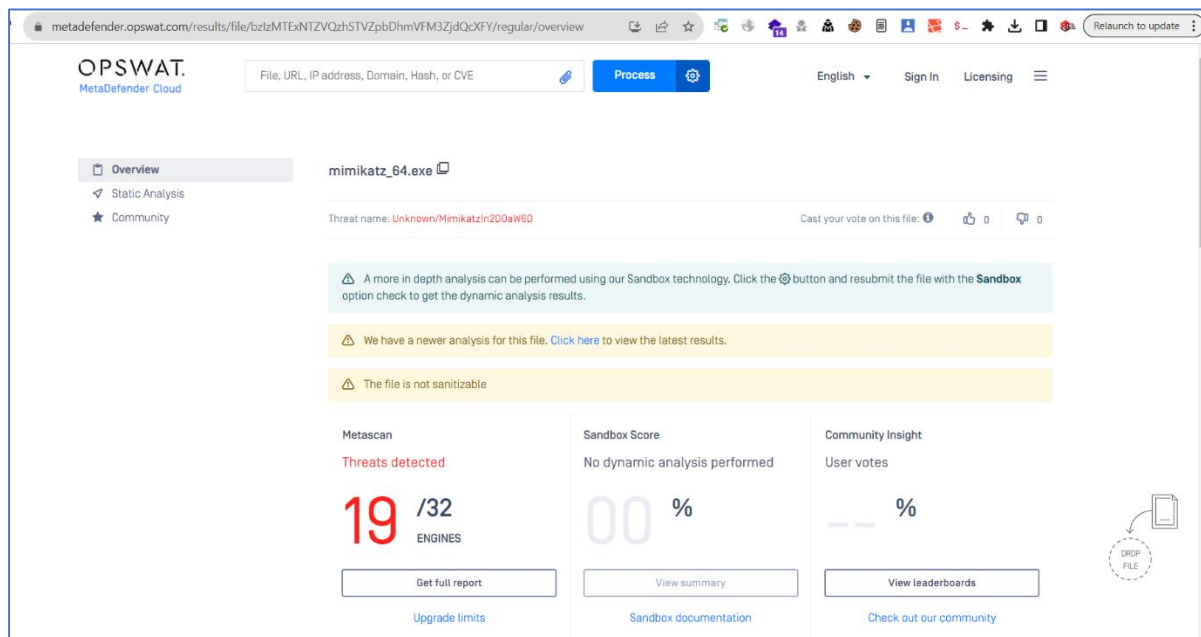 metadefender.opswat.com/results/file/bzIzMTExNTZVQzhSTVZpbDhmVFM3ZjdQcXFY/regular/overview
14
Relaunch to update
OPSWAT.
MetaDefender Cloud
File, URL, IP address, Domain, Hash, or CVE
Process
English
Sign In
Licensing
Overview
Static Analysis
Community
mimikatz_64.exe
Threat name: Unknown/Mimikatz!n2D0aW60
Cast your vote on this file:
0
0
A more in depth analysis can be performed using our Sandbox technology. Click the button and resubmit the file with the Sandbox
option check to get the dynamic analysis results.
We have a newer analysis for this file. Click here to view the latest results.
The file is not sanitizable
Metascan
Threats detected
19 /32
ENGINES
Get full report
Upgrade limits
Sandbox Score
No dynamic analysis performed
00 %
View summary
Sandbox documentation
Community Insight
User votes
-- %
View leaderboards
Check out our community
DROP
FILE